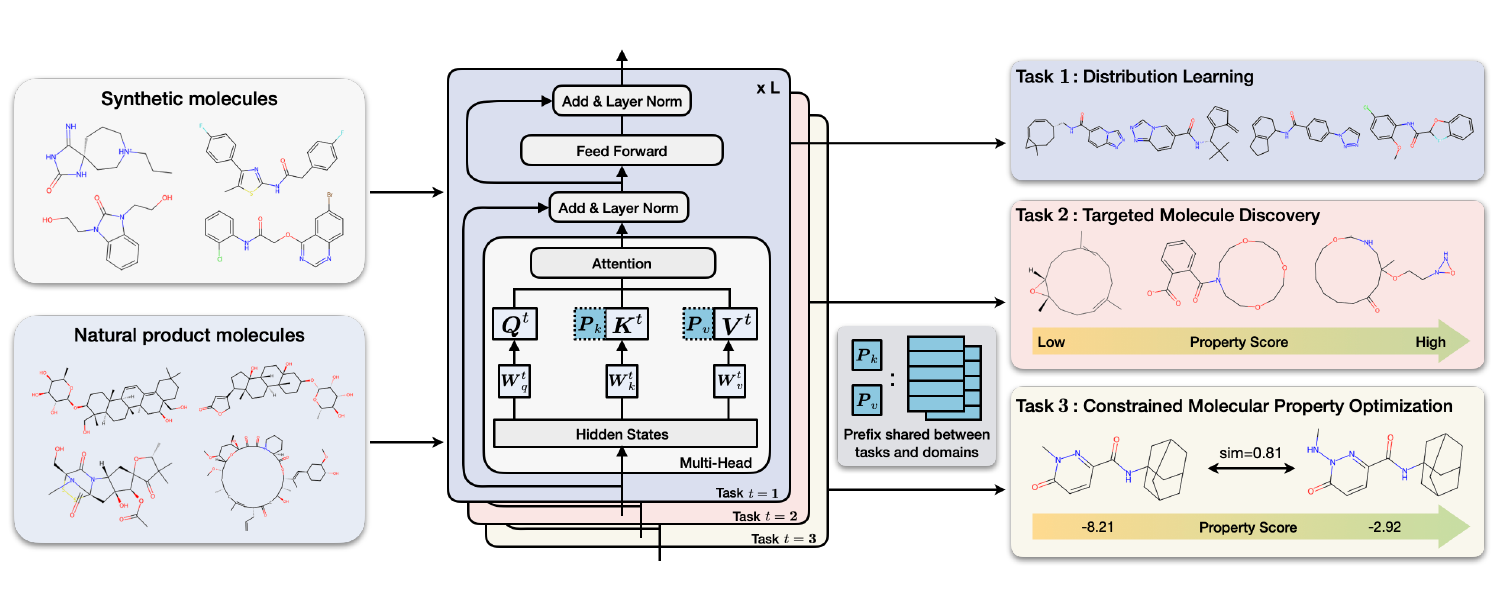 Synthetic molecules
Natural product molecules
x L
Add & Layer Norm
Feed Forward
Add & Layer Norm
Attention
Q^t
P_k K^t
P_v V^t
W_q^t
W_k^t
W_v^t
Hidden States
Multi-Head
Task t = 1
Task t = 2
Task t = 3
P_k
P_v
:
Prefix shared between
tasks and domains
Task 1 : Distribution Learning
Task 2 : Targeted Molecule Discovery
Low Property Score High
Task 3 : Constrained Molecular Property Optimization
sim=0.81
-8.21 Property Score -2.92